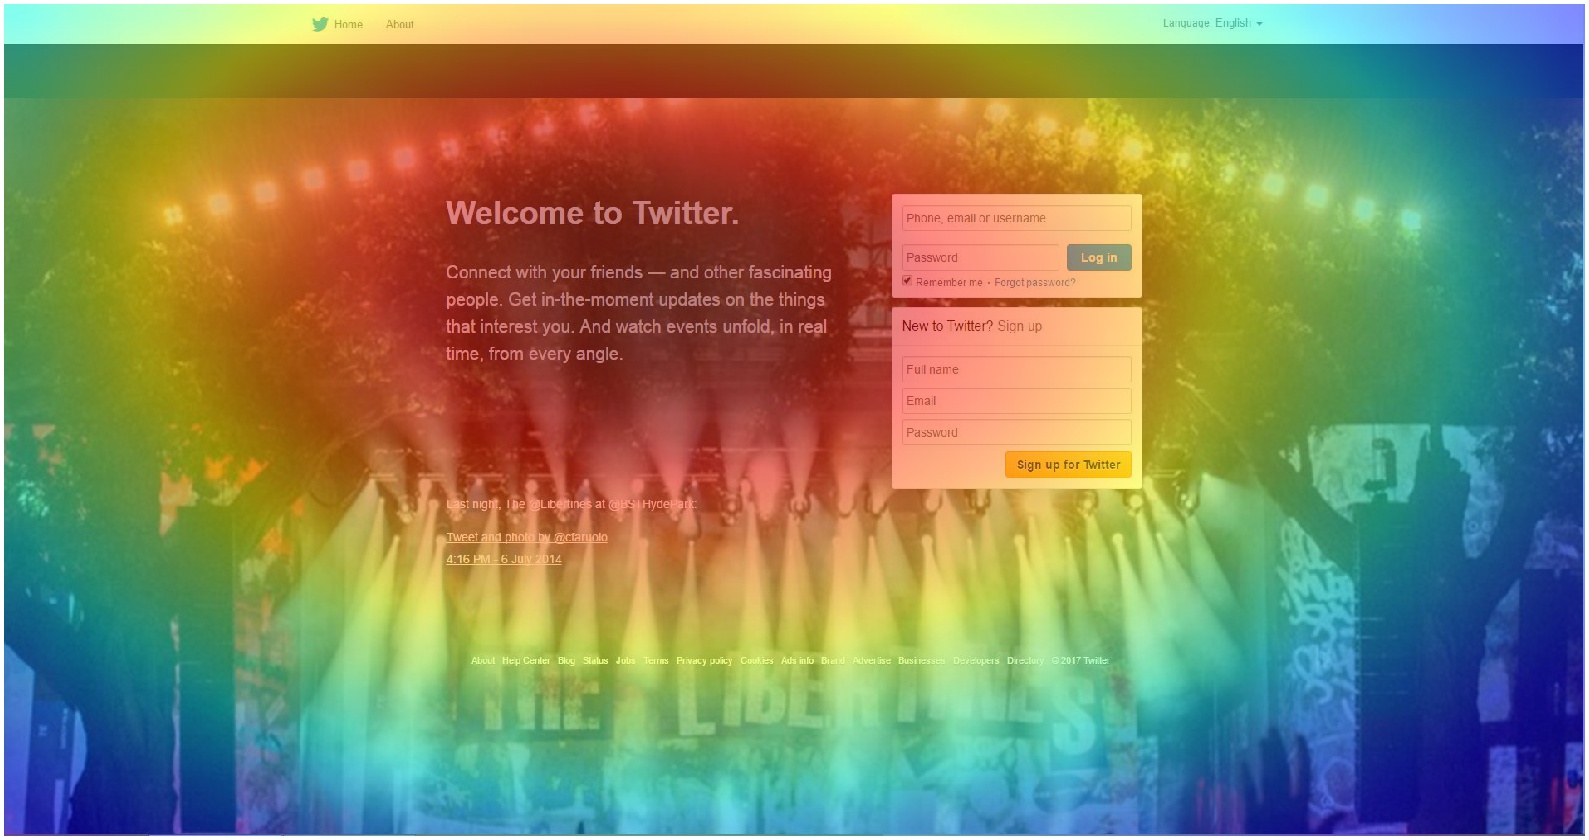 Home About Language: English
Welcome to Twitter.
Connect with your friends — and other fascinating
people. Get in-the-moment updates on the things
that interest you. And watch events unfold, in real
time, from every angle.
Phone, email or username
Password Log in
Remember me · Forgot password?
New to Twitter? Sign up
Full name
Email
Password
Sign up for Twitter
Last night, The @Libertines at @BSTHydePark:
Tweet and photo by @cfaruolo
4:16 PM - 6 July 2014
About Help Center Blog Status Jobs Terms Privacy policy Cookies Ads info Brand Advertise Businesses Developers Directory © 2017 Twitter
THE LIBERTINES